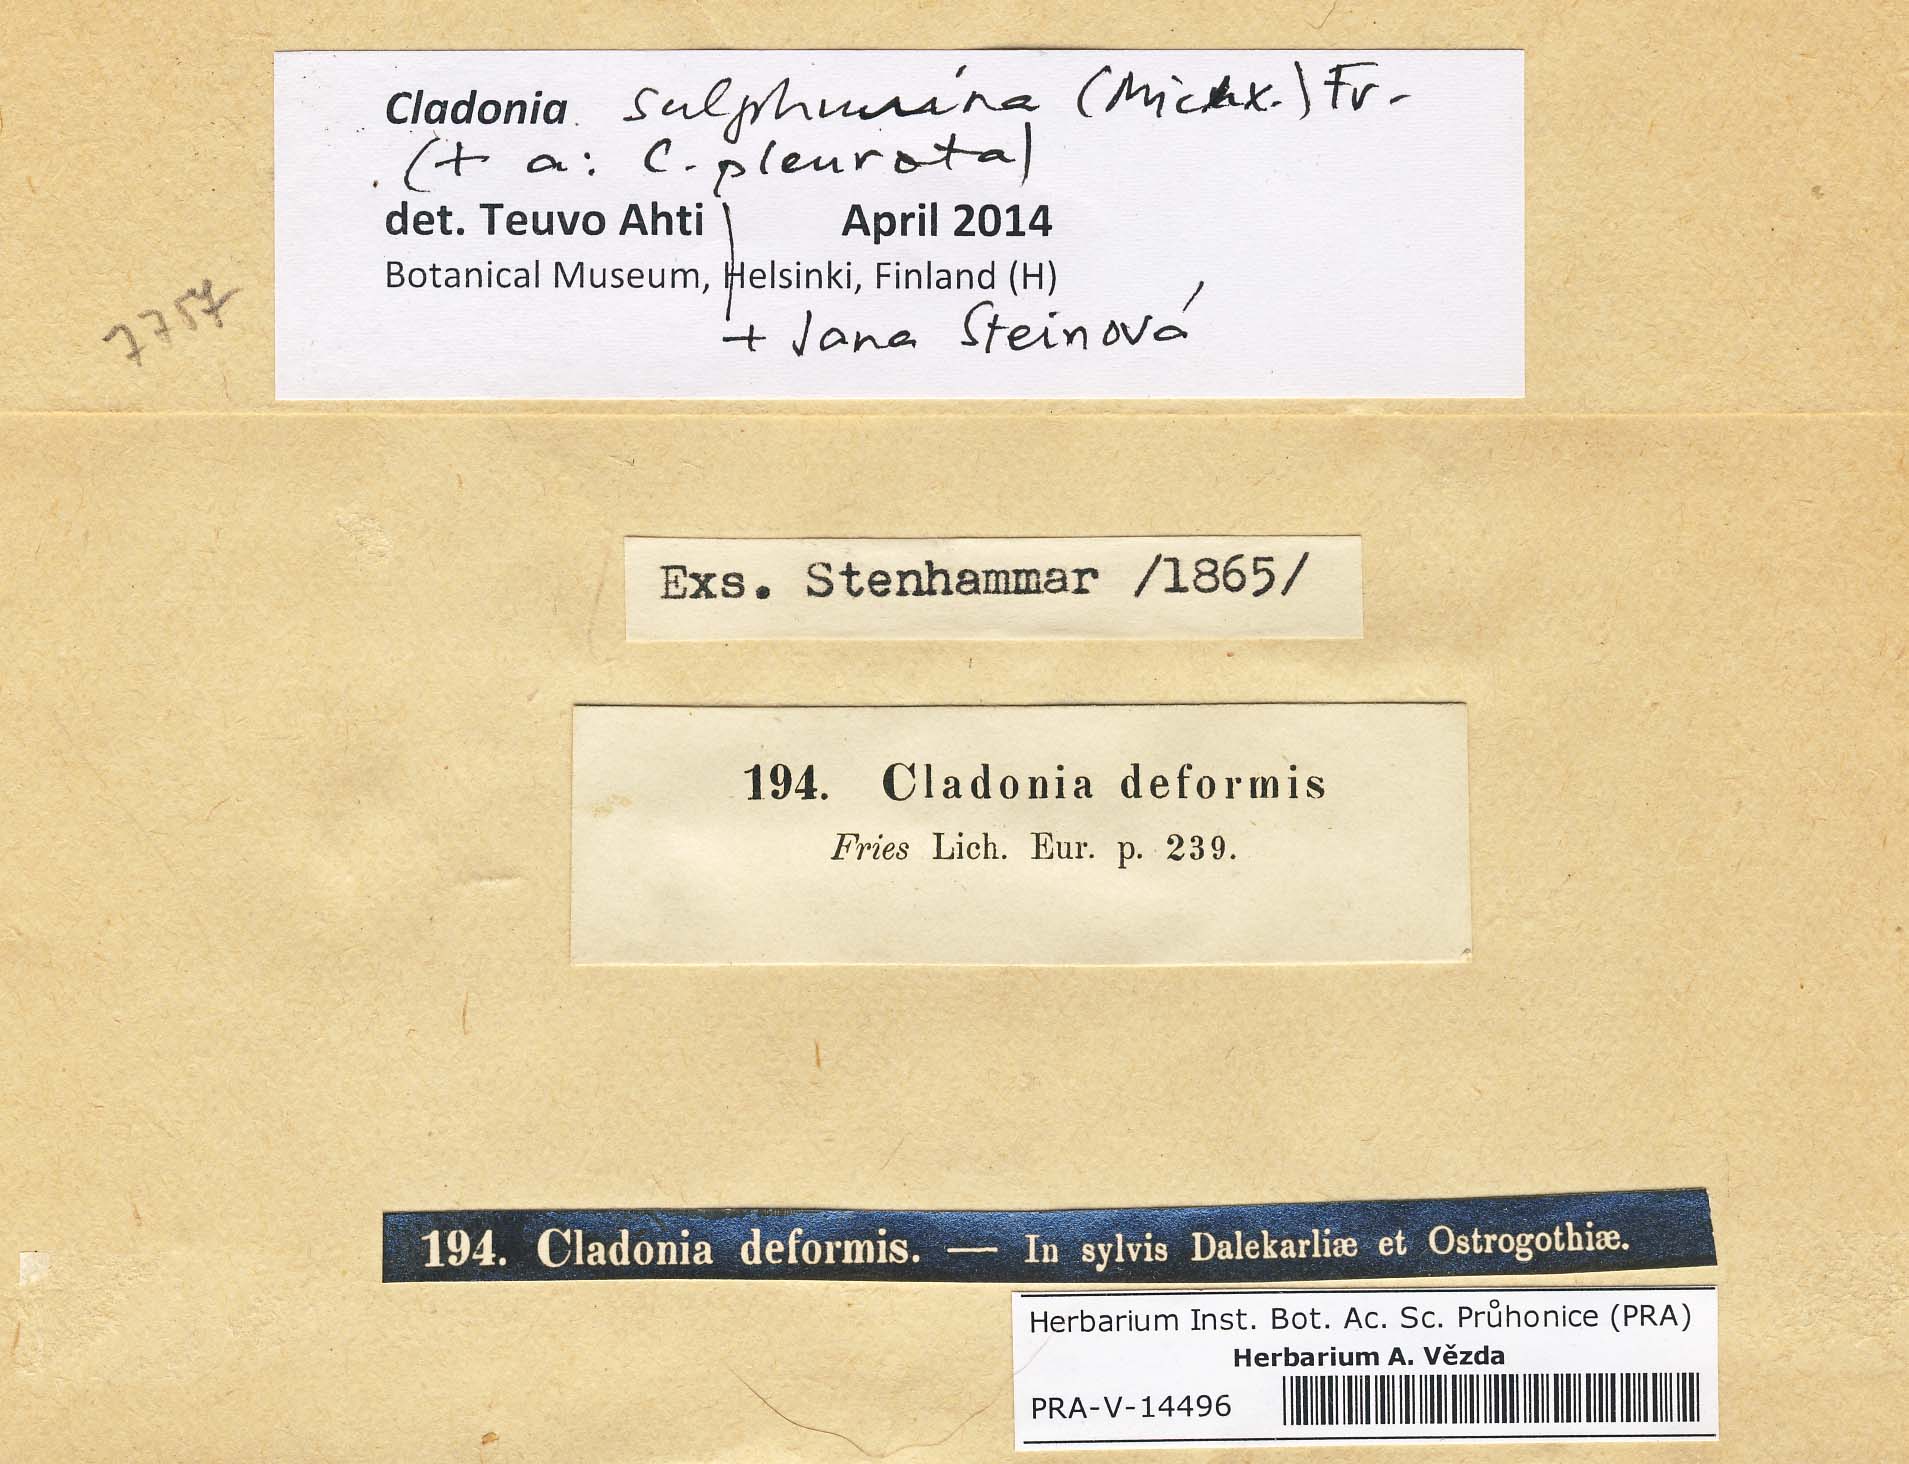 Cladonia sulphurina (Michx.) Fr.
(+ a: C. pleurota)
det. Teuvo Ahti April 2014
Botanical Museum, Helsinki, Finland (H)
+ Jana Steinová
7757
Exs. Stenhammar /1865/
194. Cladonia deformis
Fries Lich. Eur. p. 239.
194. Cladonia deformis. — In sylvis Dalekarliæ et Ostrogothiæ.
Herbarium Inst. Bot. Ac. Sc. Průhonice (PRA)
Herbarium A. Vězda
PRA-V-14496